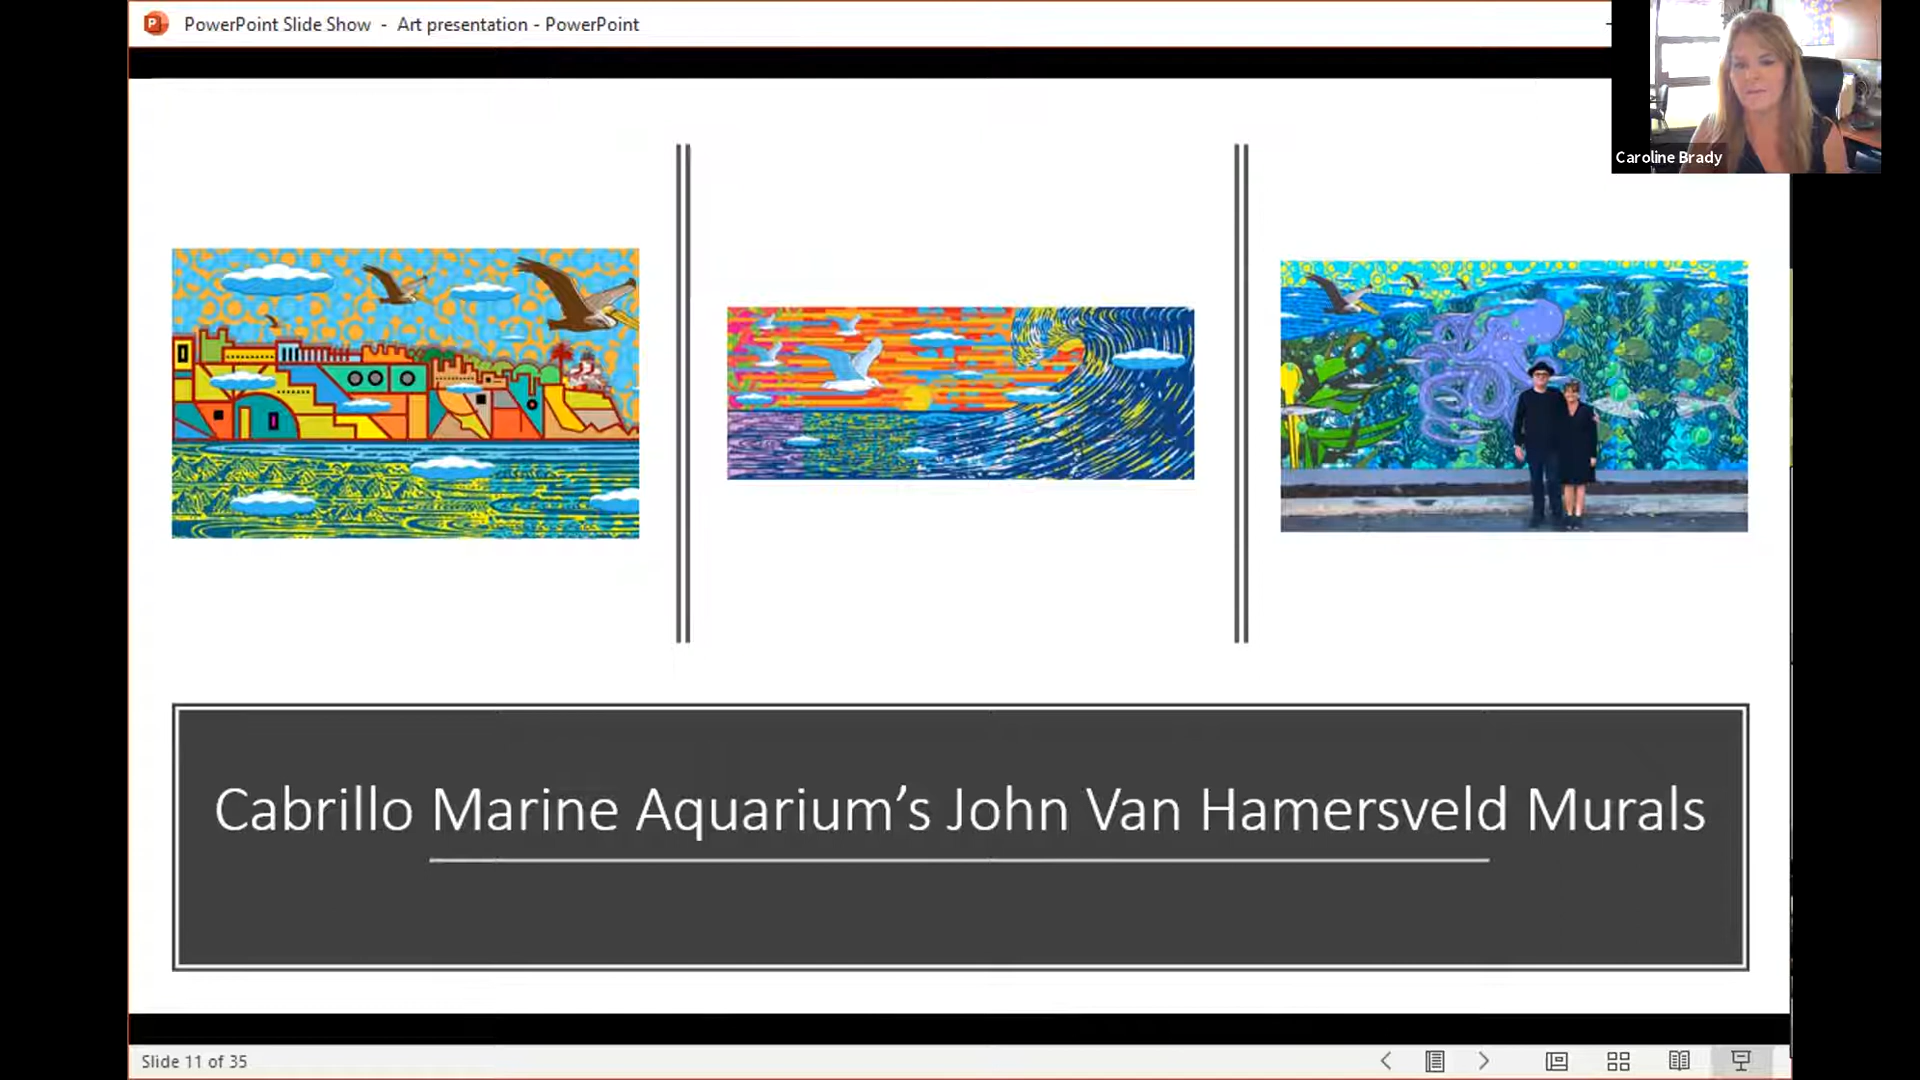 PowerPoint Slide Show - Art presentation - PowerPoint
Caroline Brady
Cabrillo Marine Aquarium’s John Van Hamersveld Murals
Slide 11 of 35